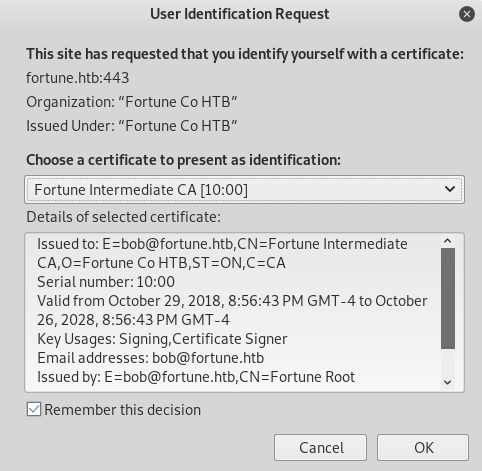 User Identification Request
This site has requested that you identify yourself with a certificate:
fortune.htb:443
Organization: “Fortune Co HTB”
Issued Under: “Fortune Co HTB”
Choose a certificate to present as identification:
Fortune Intermediate CA [10:00]
Details of selected certificate:
Issued to: E=bob@fortune.htb,CN=Fortune Intermediate
CA,O=Fortune Co HTB,ST=ON,C=CA
Serial number: 10:00
Valid from October 29, 2018, 8:56:43 PM GMT-4 to October
26, 2028, 8:56:43 PM GMT-4
Key Usages: Signing,Certificate Signer
Email addresses: bob@fortune.htb
Issued by: E=bob@fortune.htb,CN=Fortune Root
Remember this decision
Cancel
OK